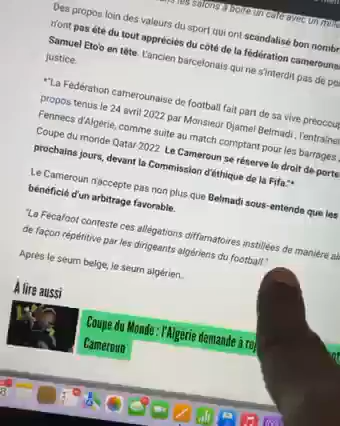 les salons à boire un café avec un
Des propos loin des valeurs du sport qui ont scandalisé bon
n'ont pas été du tout appréciés du côté de la fédération
Samuel Eto'o en tête. L'ancien barcelonais qui ne s'interdit pas de
justice.
*"La Fédération camerounaise de football fait part de sa vive
propos tenus le 24 avril 2022 par Monsieur Djamel Belmadi,
Fennecs d'Algérie, comme suite au match comptant pour les barrages
Coupe du monde Qatar 2022. Le Cameroun se réserve le droit de
prochains jours, devant la Commission d'éthique de la Fifa."*
Le Cameroun n'accepte pas non plus que Belmadi sous-entende que les
bénéficié d'un arbitrage favorable.
"La Fecafoot conteste ces allégations diffamatoires instillées de manière
de façon répétitive par les dirigeants algériens du football."
Après le seum belge, le seum algérien..
À lire aussi
Coupe du Monde : l'Algérie demande à
Cameroun